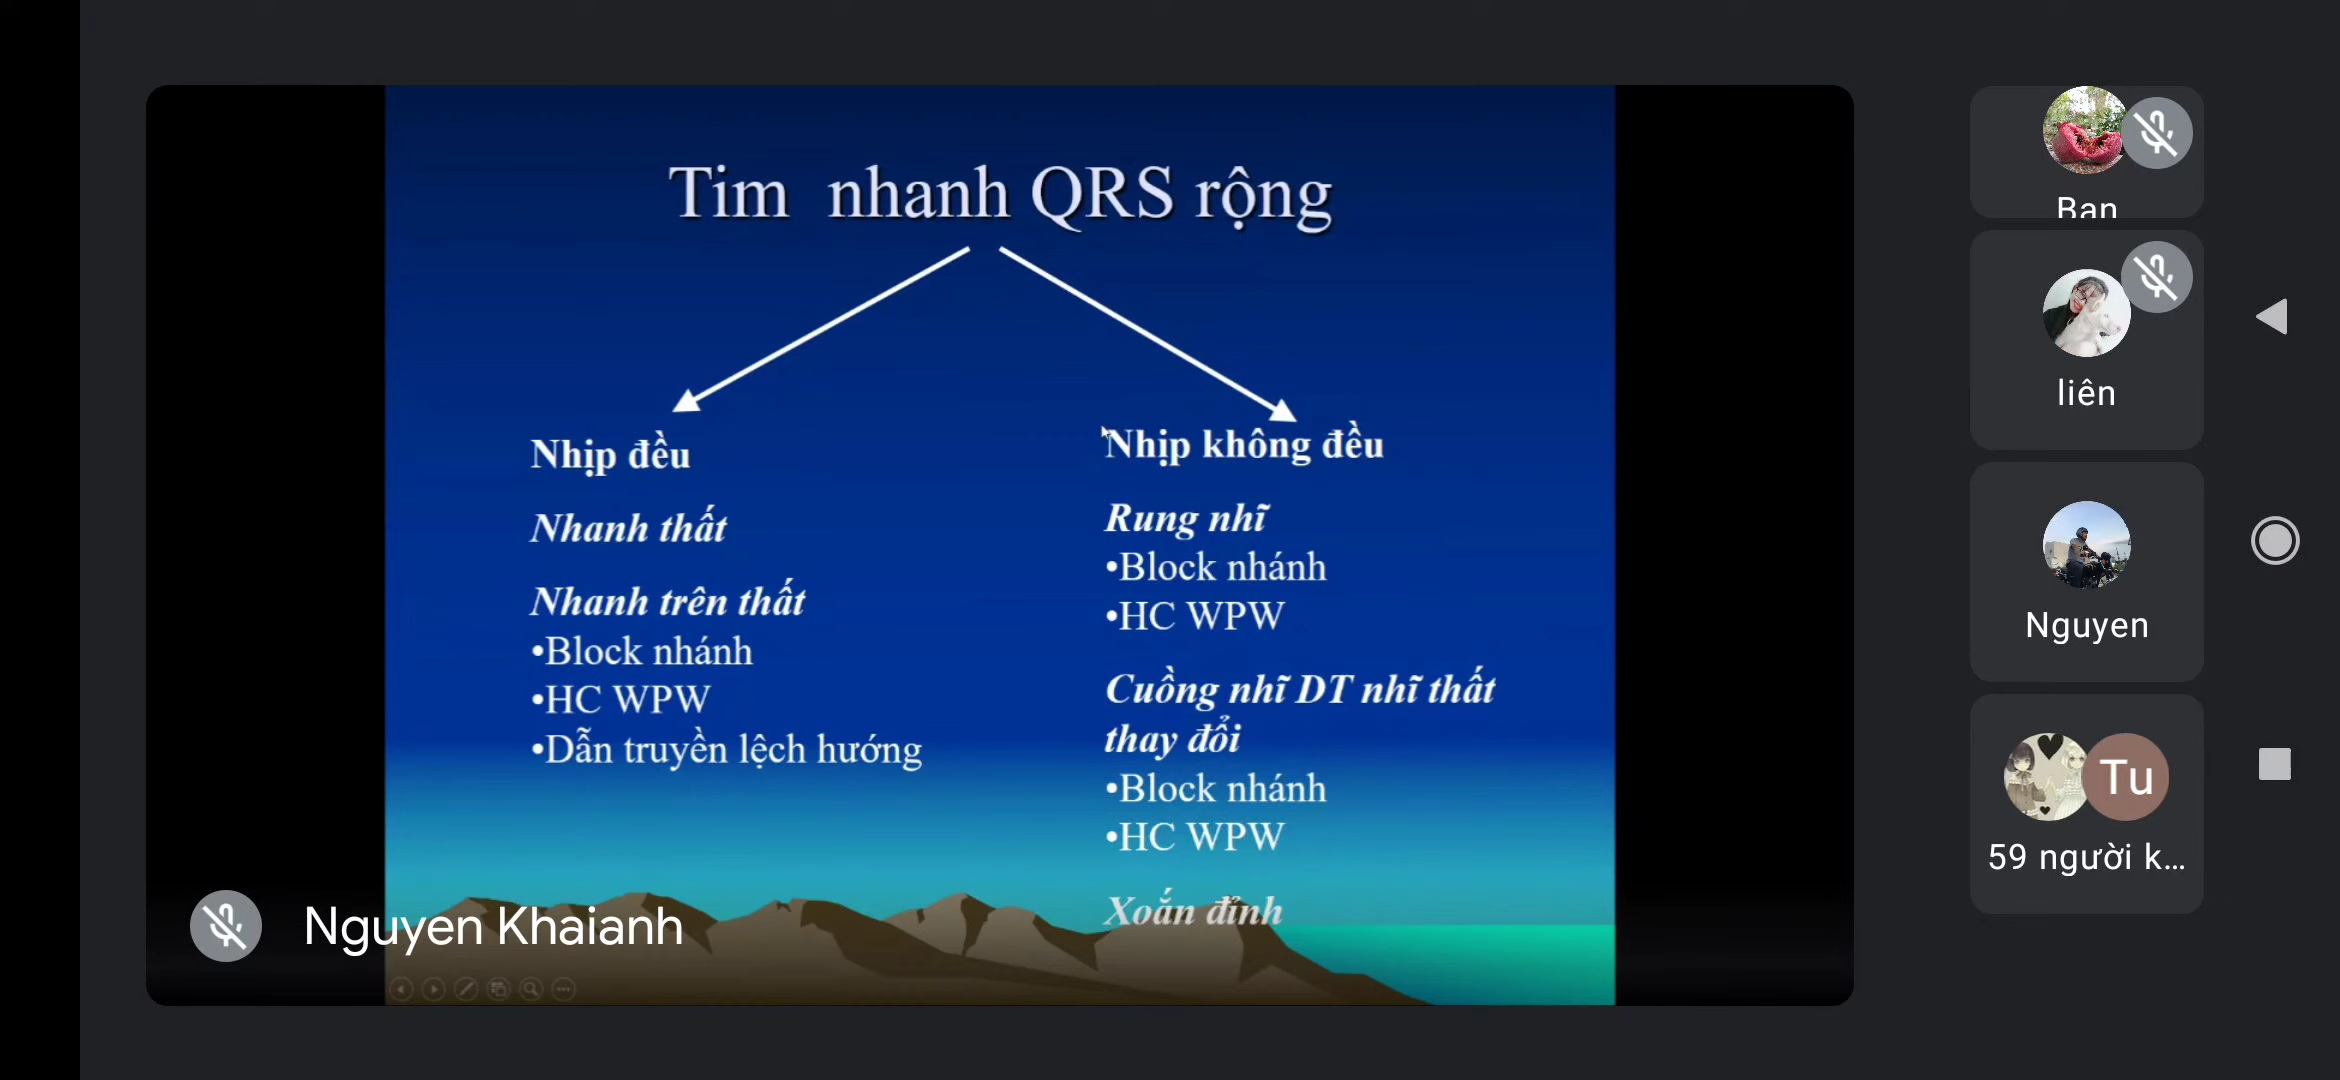 Tim nhanh QRS rộng
Nhịp đều
Nhanh thất
Nhanh trên thất
•Block nhánh
•HC WPW
•Dẫn truyền lệch hướng
Nhịp không đều
Rung nhĩ
•Block nhánh
•HC WPW
Cuồng nhĩ DT nhĩ thất
thay đổi
•Block nhánh
•HC WPW
Xoắn đỉnh
Nguyen Khaianh
Bạn
liên
Nguyen
Tu
59 người k...